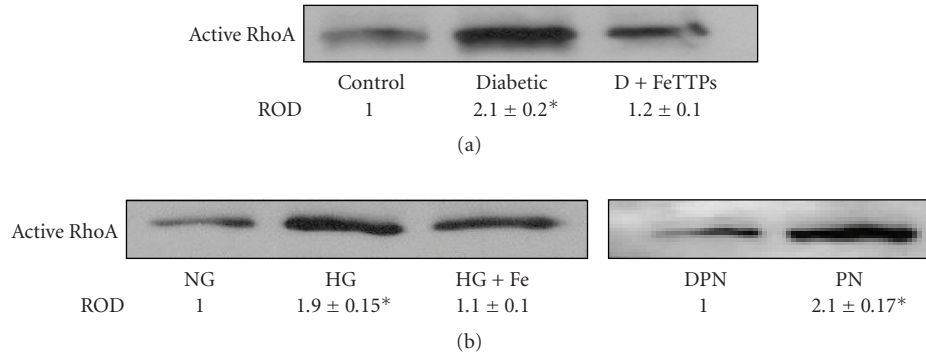 Active RhoA
Control Diabetic D + FeTTPs
ROD 1 2.1 ± 0.2* 1.2 ± 0.1
(a)
Active RhoA
NG HG HG + Fe DPN PN
ROD 1 1.9 ± 0.15* 1.1 ± 0.1 1 2.1 ± 0.17*
(b)